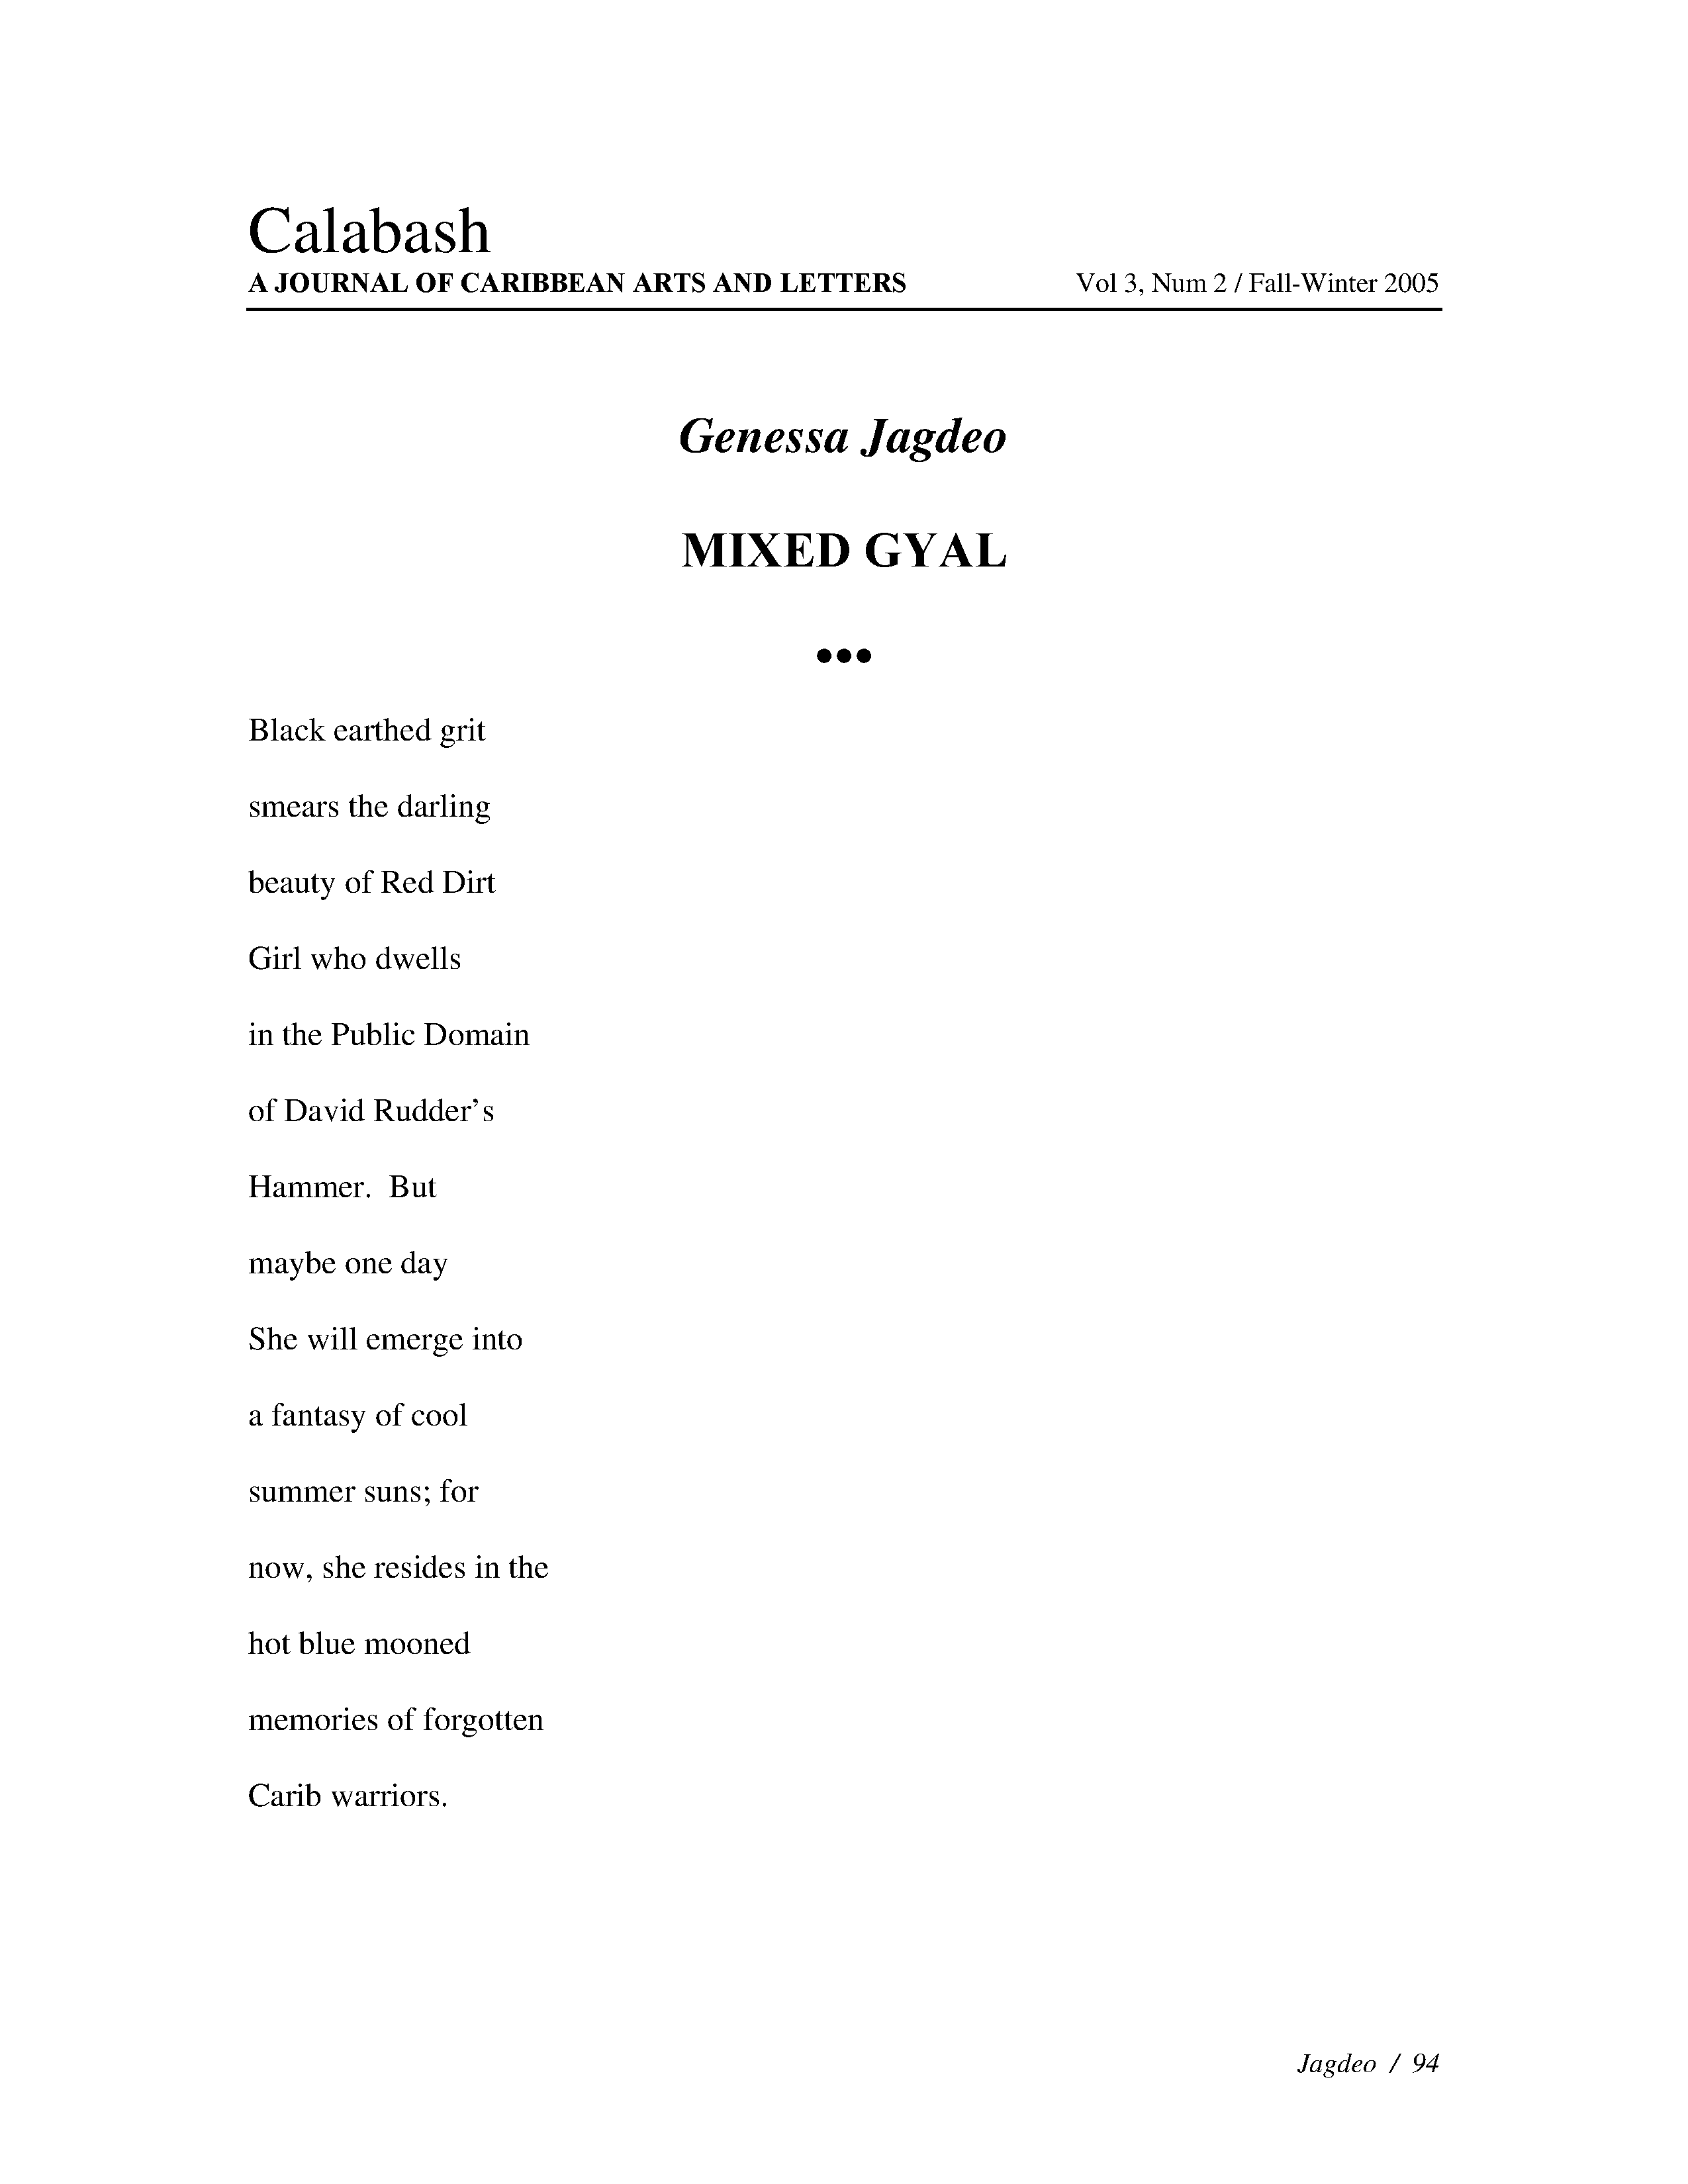 Calabash
A JOURNAL OF CARIBBEAN ARTS AND LETTERS Vol 3, Num 2 / Fall-Winter 2005
Genessa Jagdeo
MIXED GYAL
•••
Black earthed grit
smears the darling
beauty of Red Dirt
Girl who dwells
in the Public Domain
of David Rudder’s
Hammer.  But
maybe one day
She will emerge into
a fantasy of cool
summer suns; for
now, she resides in the
hot blue mooned
memories of forgotten
Carib warriors.
Jagdeo / 94